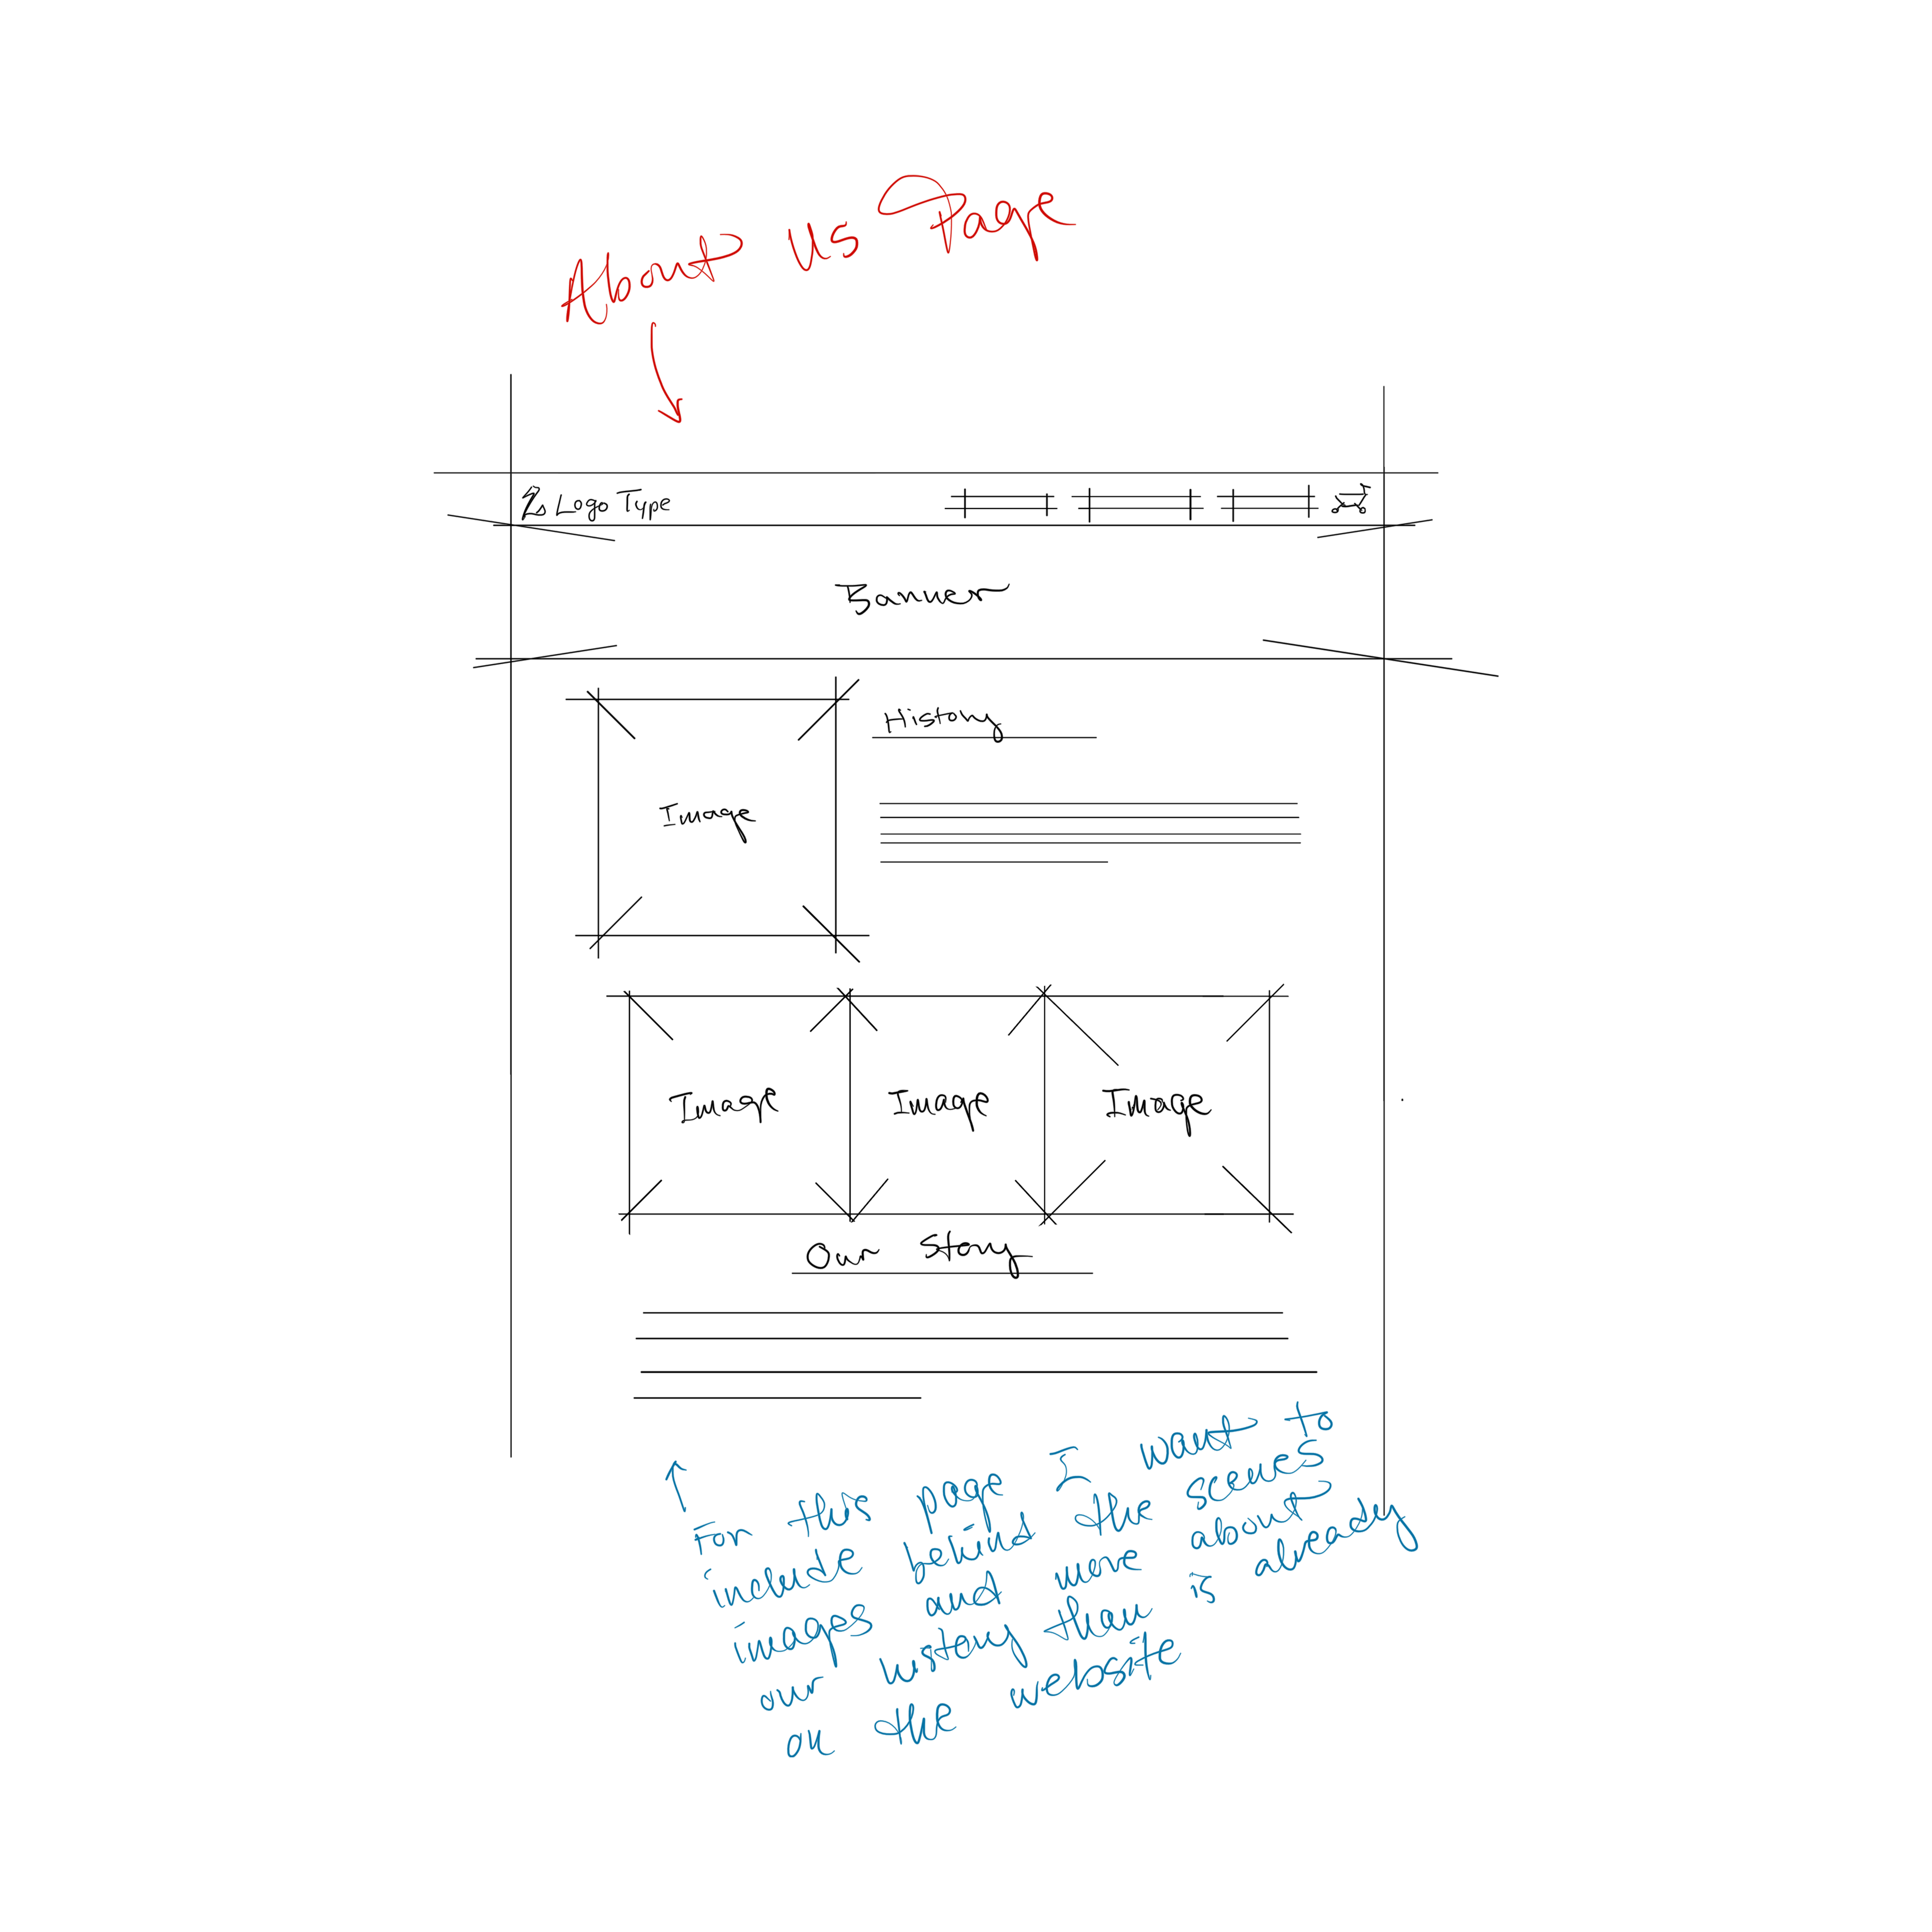 About Us Page
Logo Type
Banner
History
Image
Image Image Image
Our Story
For this page I want to
include behind the scenes
images and more about
our history than is already
on the website